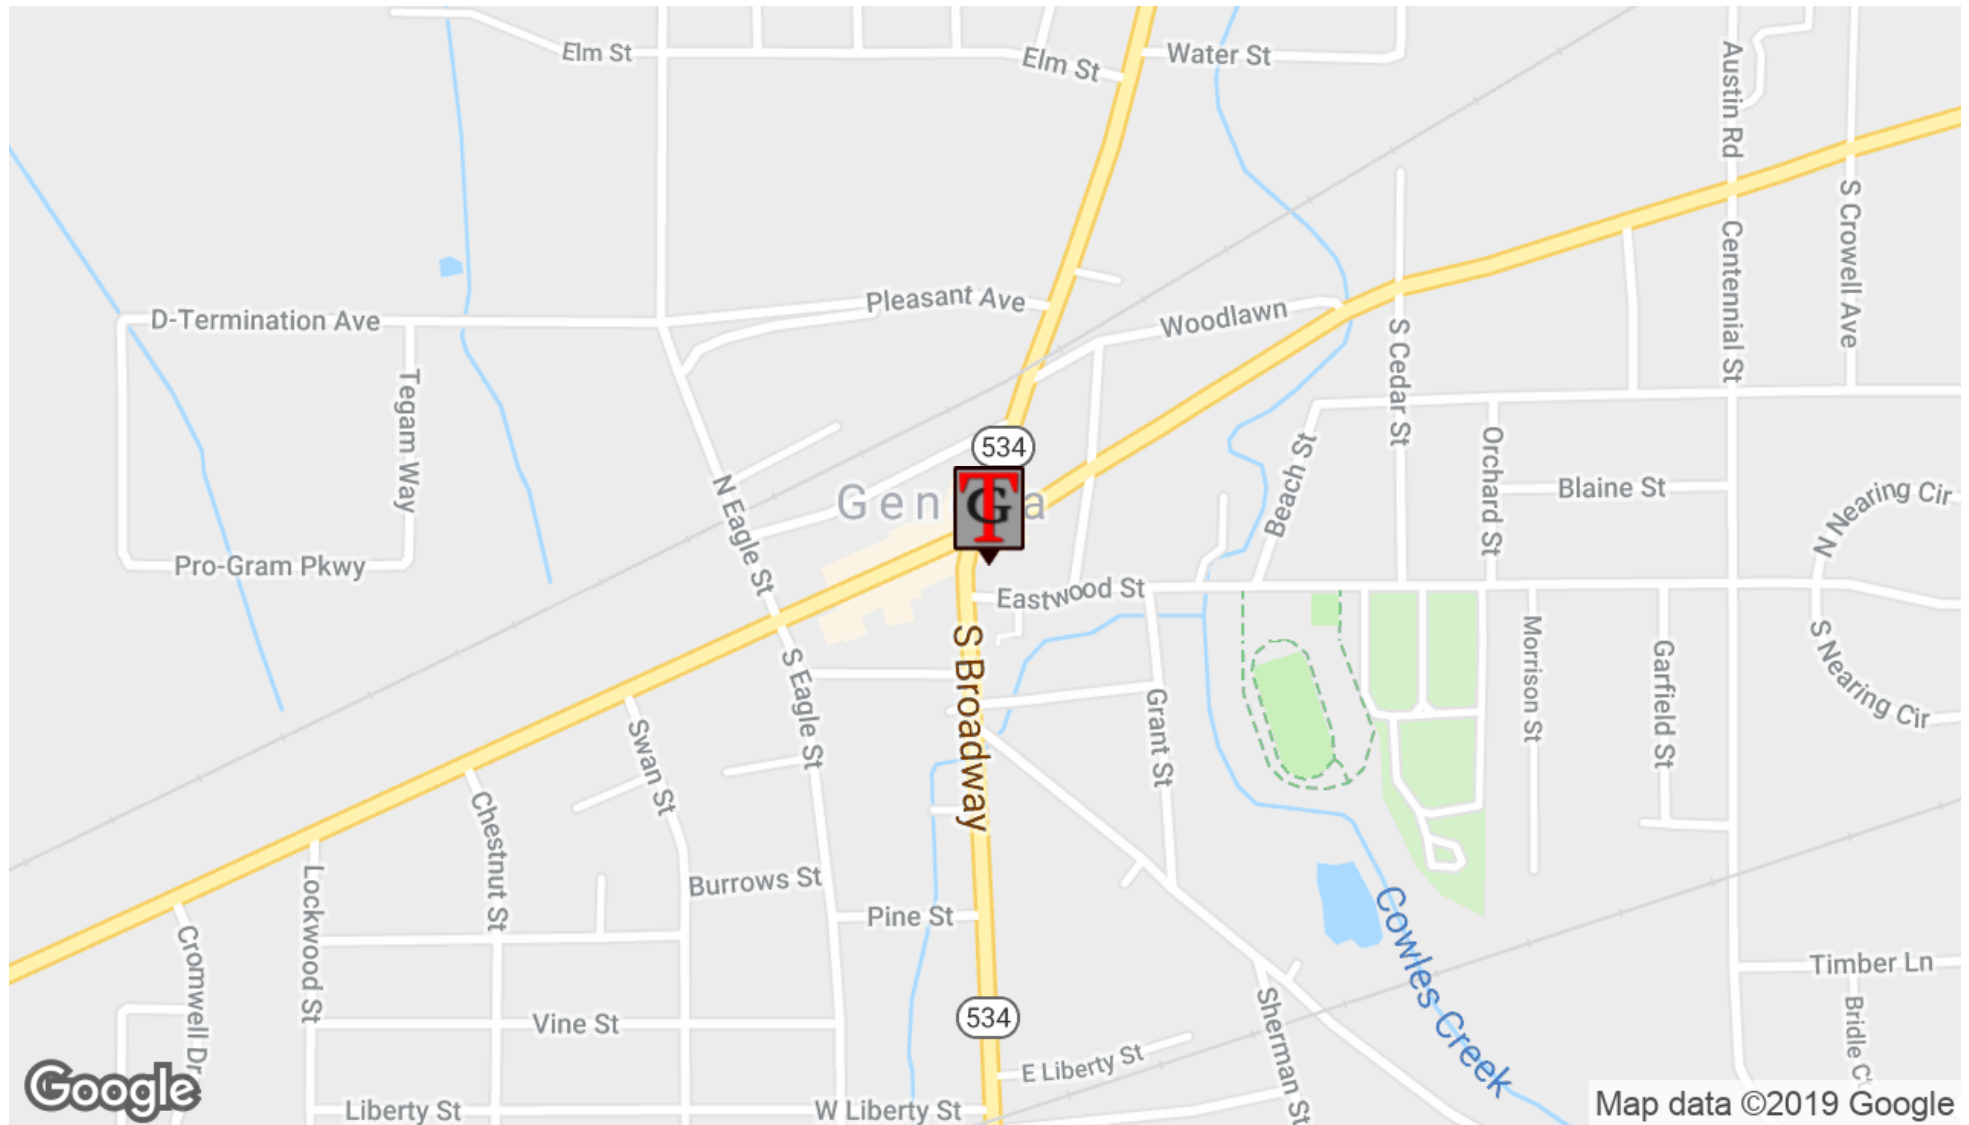 Elm St
Elm St
Water St
Austin Rd
S Crowell Ave
Centennial St
Pleasant Ave
Woodlawn
D-Termination Ave
S Cedar St
Tegam Way
534
Orchard St
Beach St
Blaine St
N Nearing Cir
N Eagle St
Gen
TG
a
Pro-Gram Pkwy
Eastwood St
S Broadway
S Eagle St
Morrison St
Garfield St
S Nearing Cir
Grant St
Swan St
Chestnut St
Burrows St
Lockwood St
Pine St
Cowles Creek
Cromwell Dr
Timber Ln
Bridle
Vine St
534
Sherman St
E Liberty St
Google
Liberty St
W Liberty St
Map data ©2019 Google